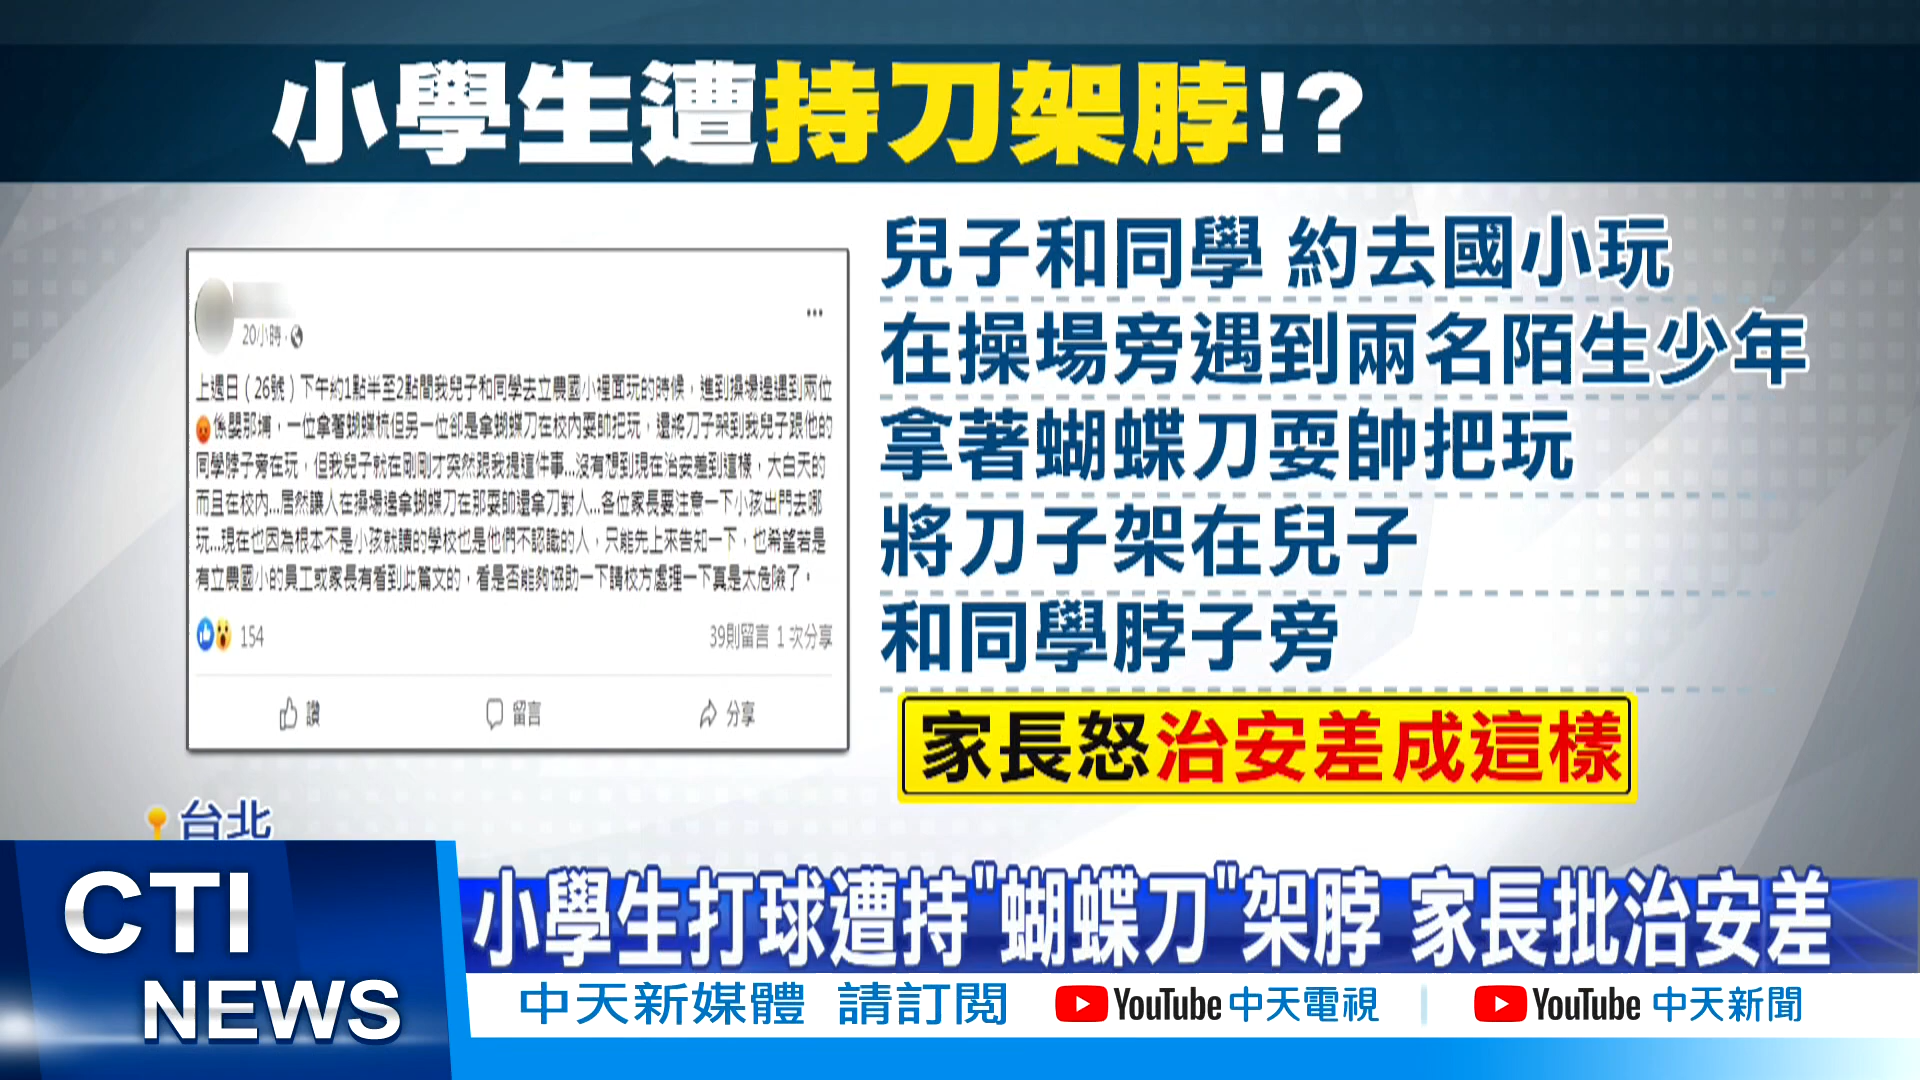 小學生遭持刀架脖!?
20小時
上週日（26號）下午約1點半至2點間我兒子和同學去立農國小裡面玩的時候，進到操場邊遇到兩位
係嬰那埔，一位拿著蝴蝶梳但另一位卻是拿蝴蝶刀在校內耍帥把玩，還將刀子架到我兒子跟他的
同學脖子旁在玩，但我兒子就在剛剛才突然跟我提這件事...沒有想到現在治安差到這樣，大白天的
而且在校內...居然讓人在操場邊拿蝴蝶刀在那耍帥還拿刀對人...各位家長要注意一下小孩出門去哪
玩...現在也因為根本不是小孩就讀的學校也是他們不認識的人，只能先上來告知一下，也希望若是
有立農國小的員工或家長有看到此篇文的，看是否能夠協助一下請校方處理一下真是太危險了。
154
39則留言 1 次分享
讚 留言 分享
兒子和同學 約去國小玩
在操場旁遇到兩名陌生少年
拿著蝴蝶刀耍帥把玩
將刀子架在兒子
和同學脖子旁
家長怒治安差成這樣
台北
CTI
NEWS
小學生打球遭持"蝴蝶刀"架脖 家長批治安差
中天新媒體 請訂閱 YouTube 中天電視 | YouTube 中天新聞